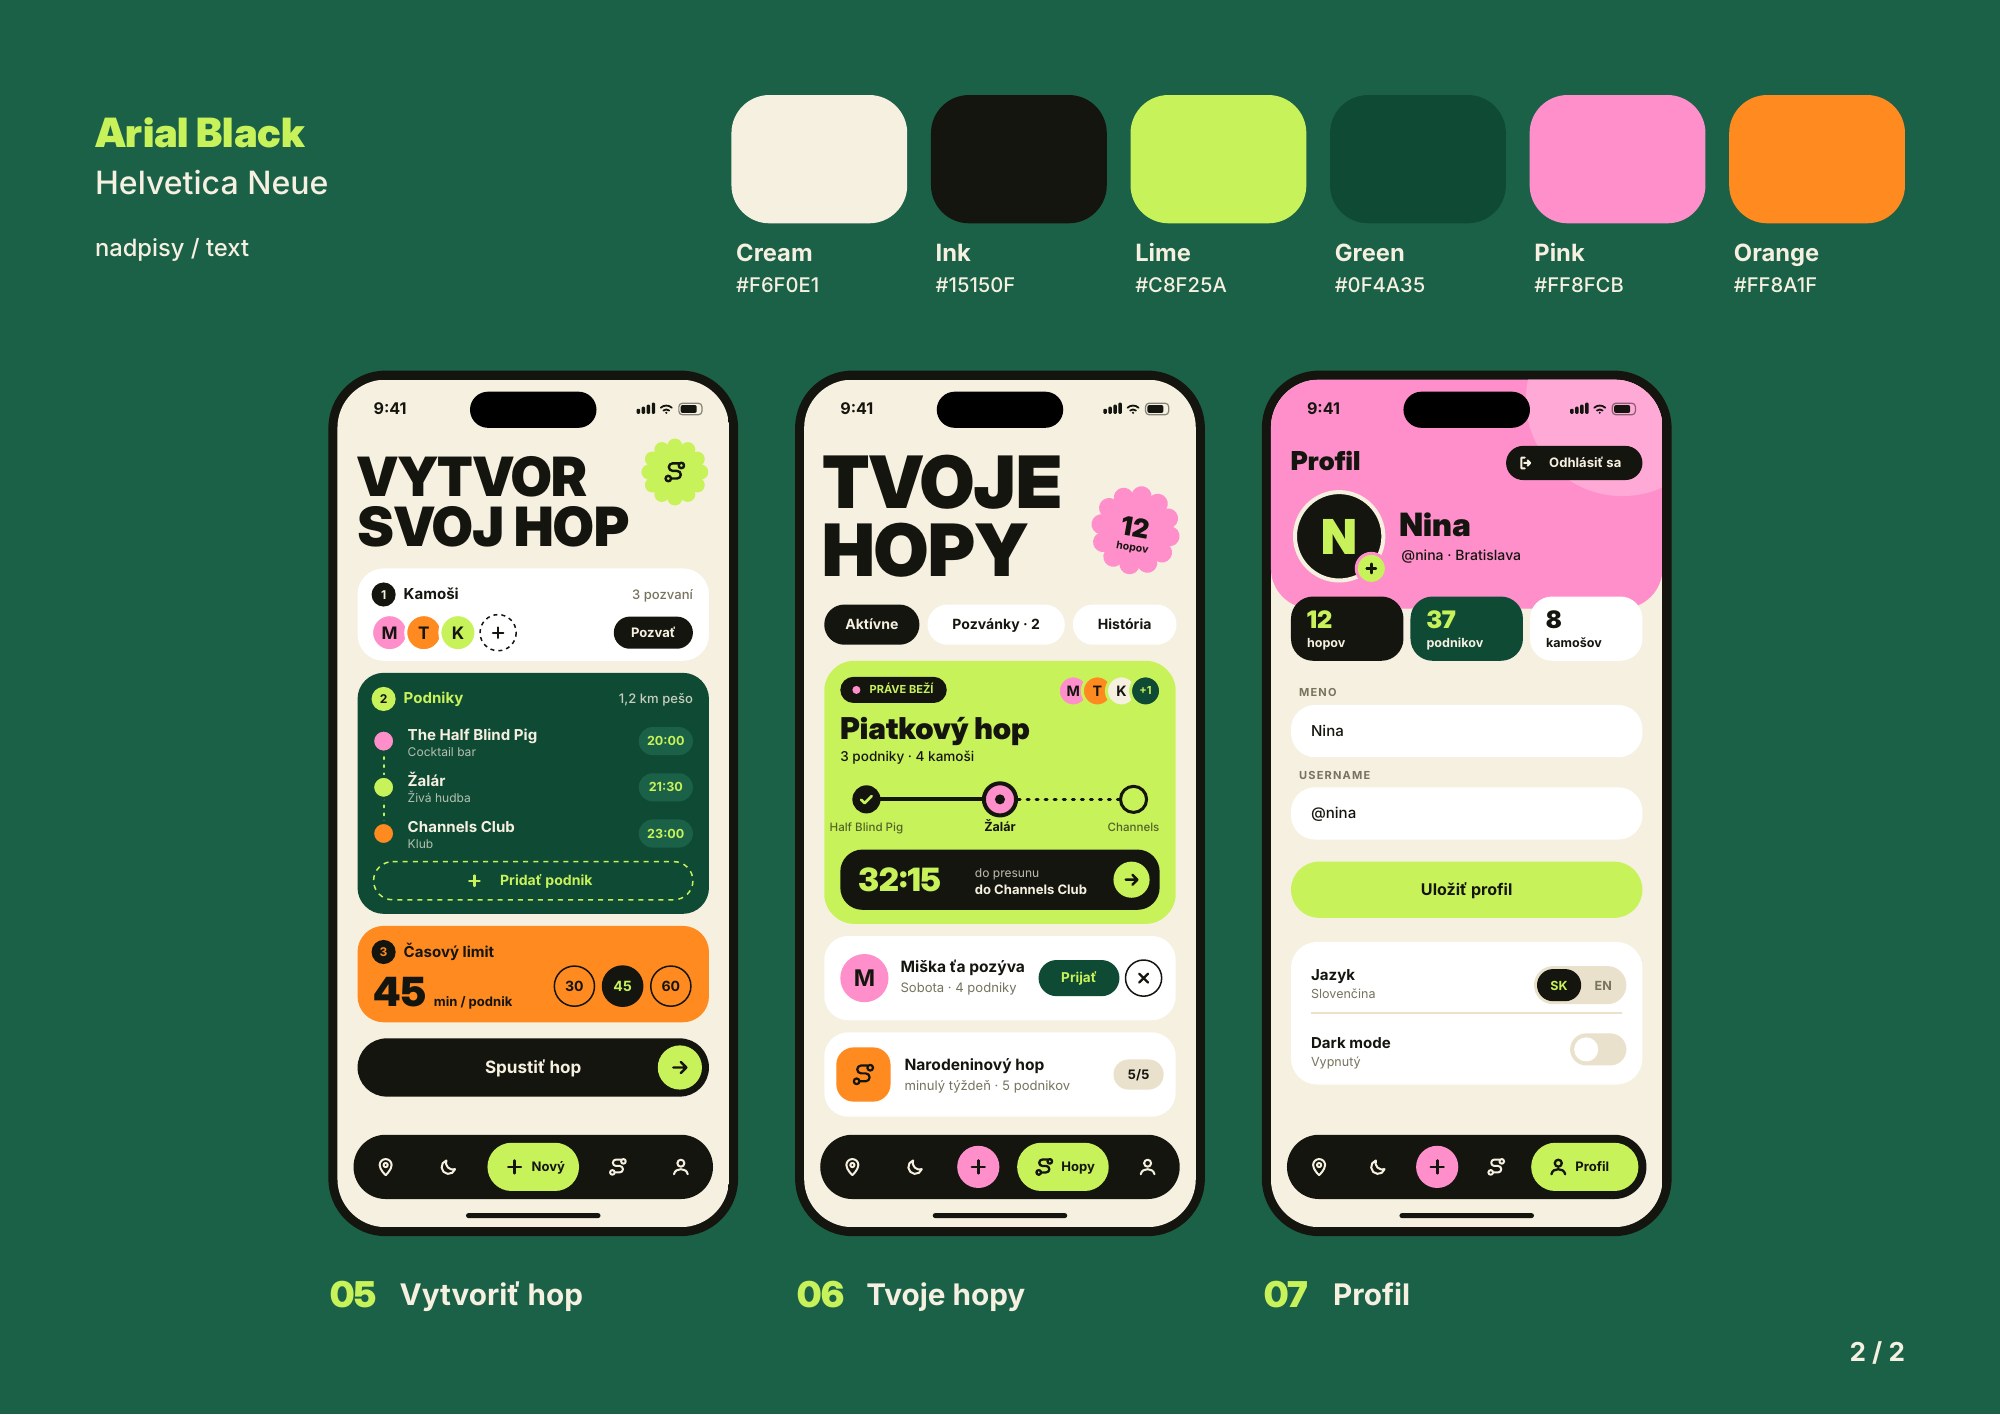 Arial Black
Helvetica Neue
nadpisy / text
Cream
#F6F0E1
Ink
#15150F
Lime
#C8F25A
Green
#0F4A35
Pink
#FF8FCB
Orange
#FF8A1F
9:41
VYTVOR
SVOJ HOP
1 Kamoši 3 pozvaní
M T K + Pozvať
2 Podniky 1,2 km pešo
The Half Blind Pig
Cocktail bar
20:00
Žalár
Živá hudba
21:30
Channels Club
Klub
23:00
+ Pridať podnik
3 Časový limit
45 min / podnik
30 45 60
Spustiť hop
+ Nový
05 Vytvoriť hop
9:41
TVOJE
HOPY
12
hopov
Aktívne Pozvánky · 2 História
PRÁVE BEŽÍ M T K +1
Piatkový hop
3 podniky · 4 kamoši
Half Blind Pig Žalár Channels
32:15
do presunu
do Channels Club
M
Miška ťa pozýva
Sobota · 4 podniky
Prijať
Narodeninový hop
minulý týždeň · 5 podnikov
5/5
+ Hopy
06 Tvoje hopy
9:41
Profil
Odhlásiť sa
N
+
Nina
@nina · Bratislava
12
hopov
37
podnikov
8
kamošov
MENO
Nina
USERNAME
@nina
Uložiť profil
Jazyk
Slovenčina
SK EN
Dark mode
Vypnutý
+ Profil
07 Profil
2 / 2